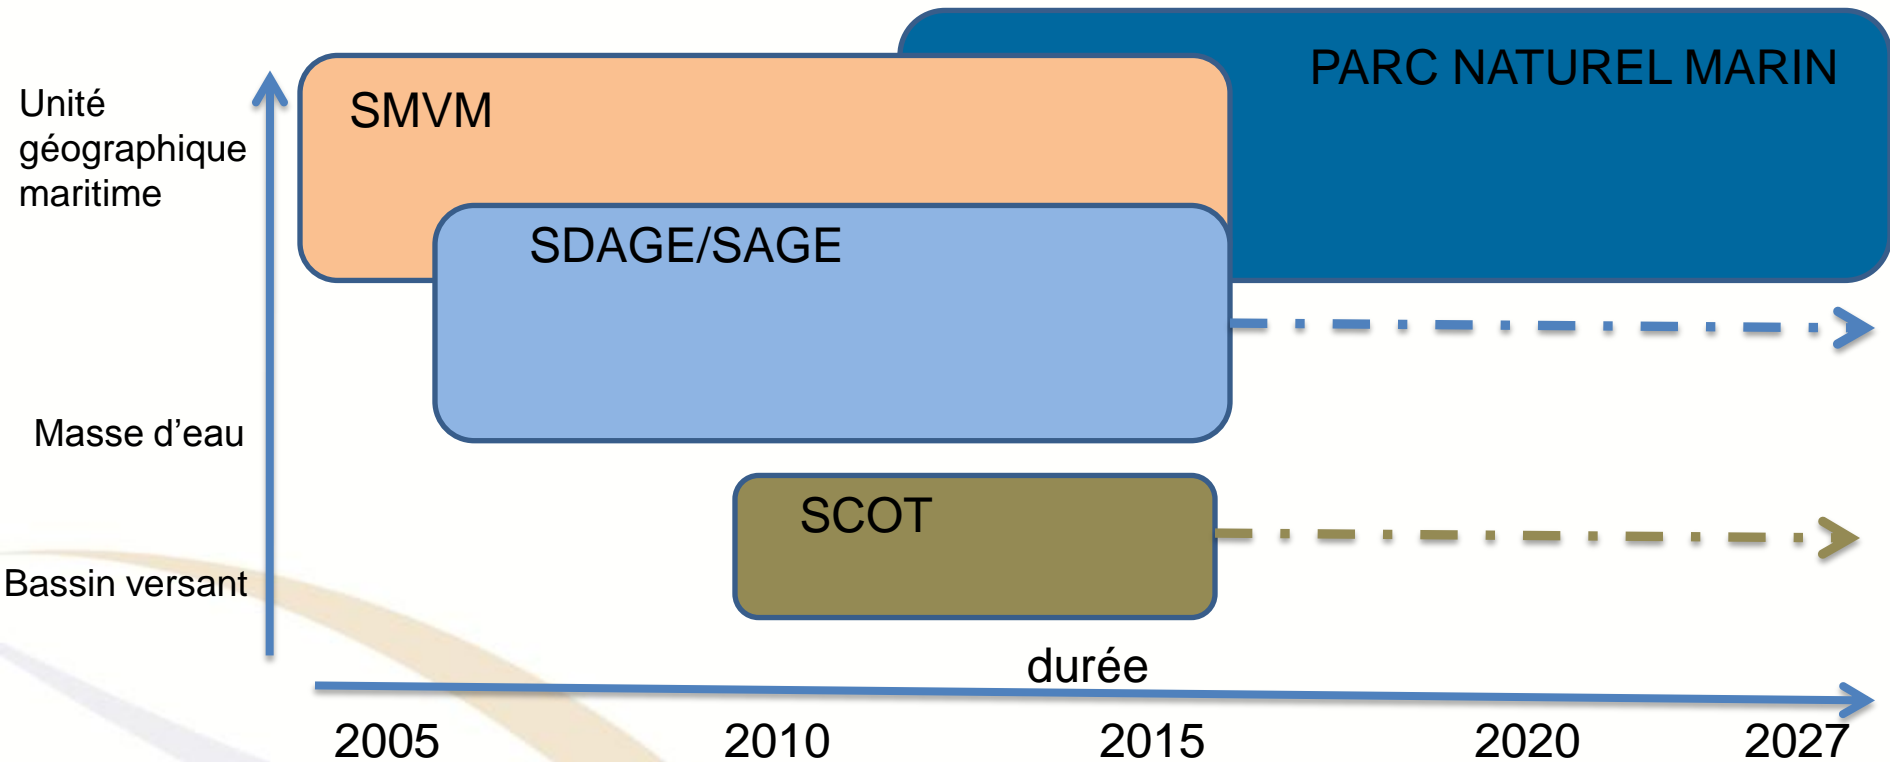 PARC NATUREL MARIN
Unité
géographique
maritime
SMVM
SDAGE/SAGE
Masse d’eau
SCOT
Bassin versant
durée
2005 2010 2015 2020 2027